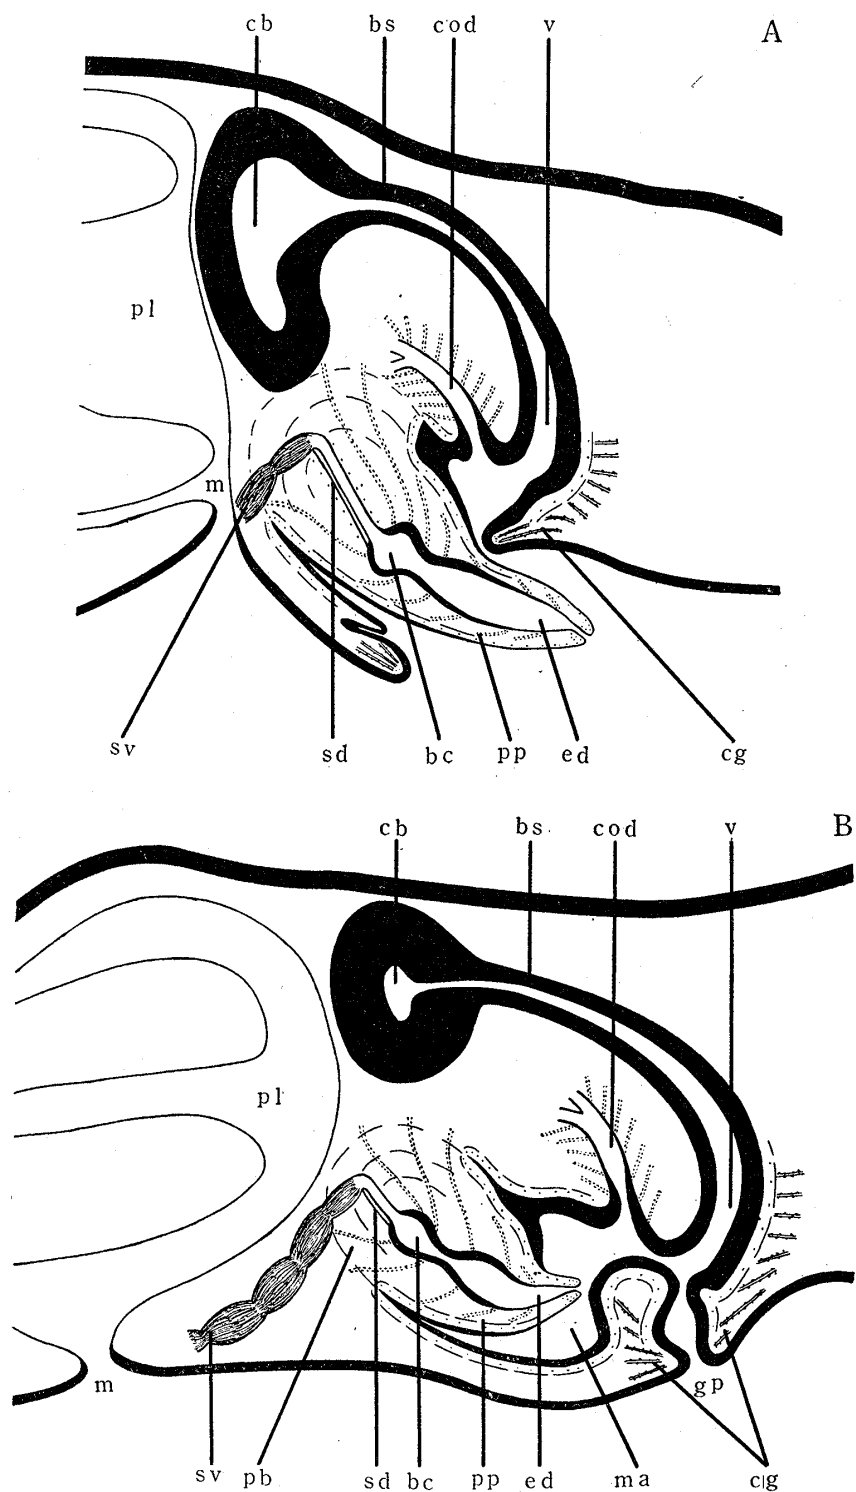 cb bs cod v A
pl
m
sv sd bc pp ed cg
cb bs cod v B
pl
m gp
sv pb sd bc pp ed ma cg